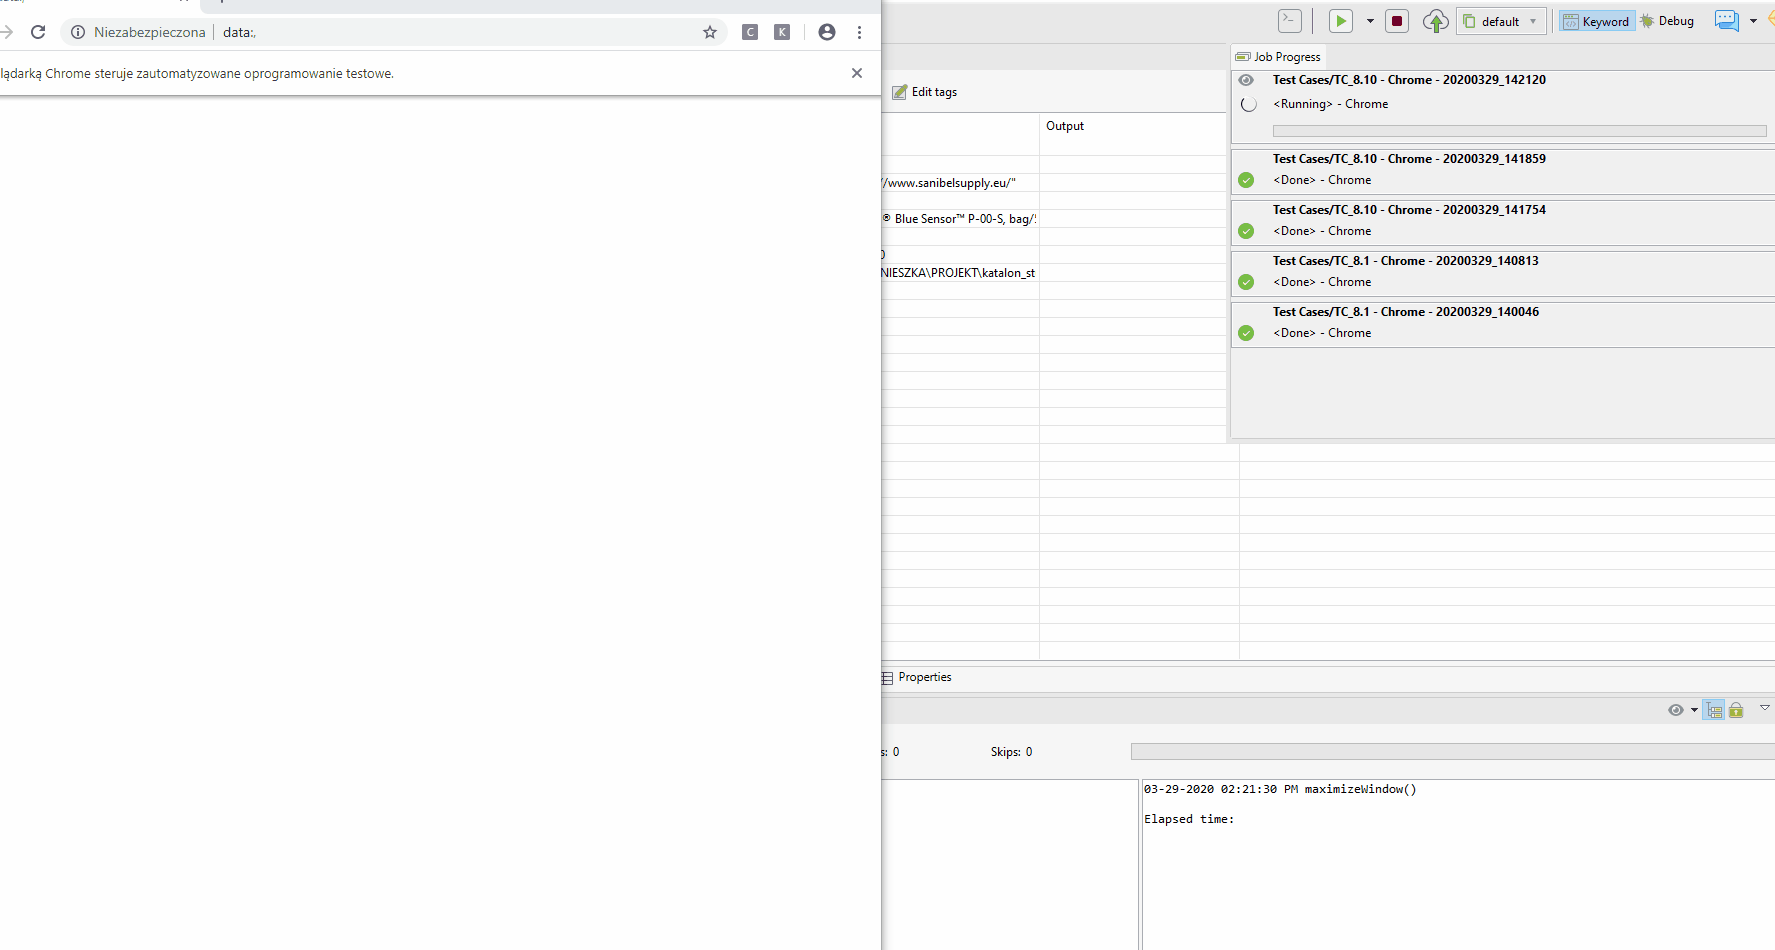 Niezabezpieczona data:,
lądarką Chrome steruje zautomatyzowane oprogramowanie testowe.
C K
default Keyword Debug
Edit tags
Output
//www.sanibelsupply.eu/"
® Blue Sensor™ P-00-S, bag/
0
NIESZKA\PROJEKT\katalon_st
Job Progress
Test Cases/TC_8.10 - Chrome - 20200329_142120
<Running> - Chrome
Test Cases/TC_8.10 - Chrome - 20200329_141859
<Done> - Chrome
Test Cases/TC_8.10 - Chrome - 20200329_141754
<Done> - Chrome
Test Cases/TC_8.1 - Chrome - 20200329_140813
<Done> - Chrome
Test Cases/TC_8.1 - Chrome - 20200329_140046
<Done> - Chrome
Properties
s: 0 Skips: 0
03-29-2020 02:21:30 PM maximizeWindow()
Elapsed time: